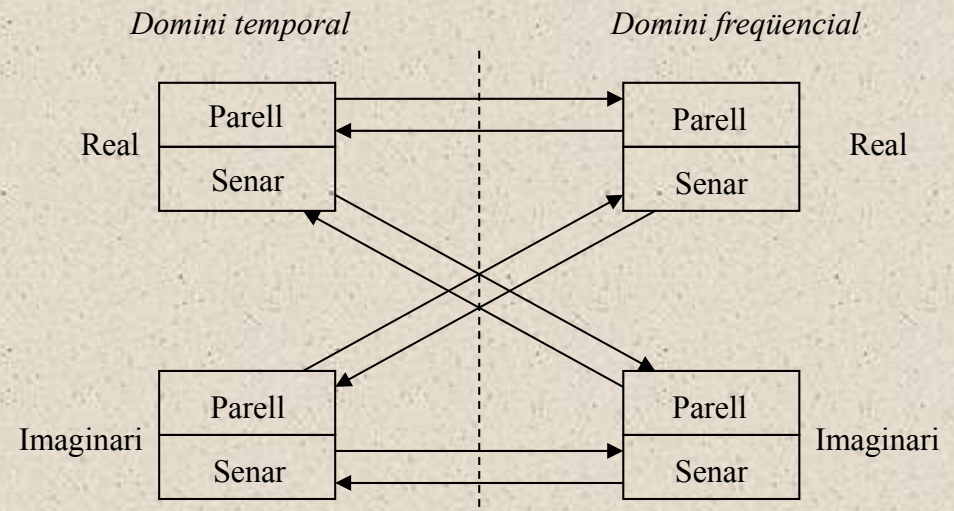 Domini temporal
Domini freqüencial
Parell
Parell
Real
Real
Senar
Senar
Parell
Parell
Imaginari
Imaginari
Senar
Senar